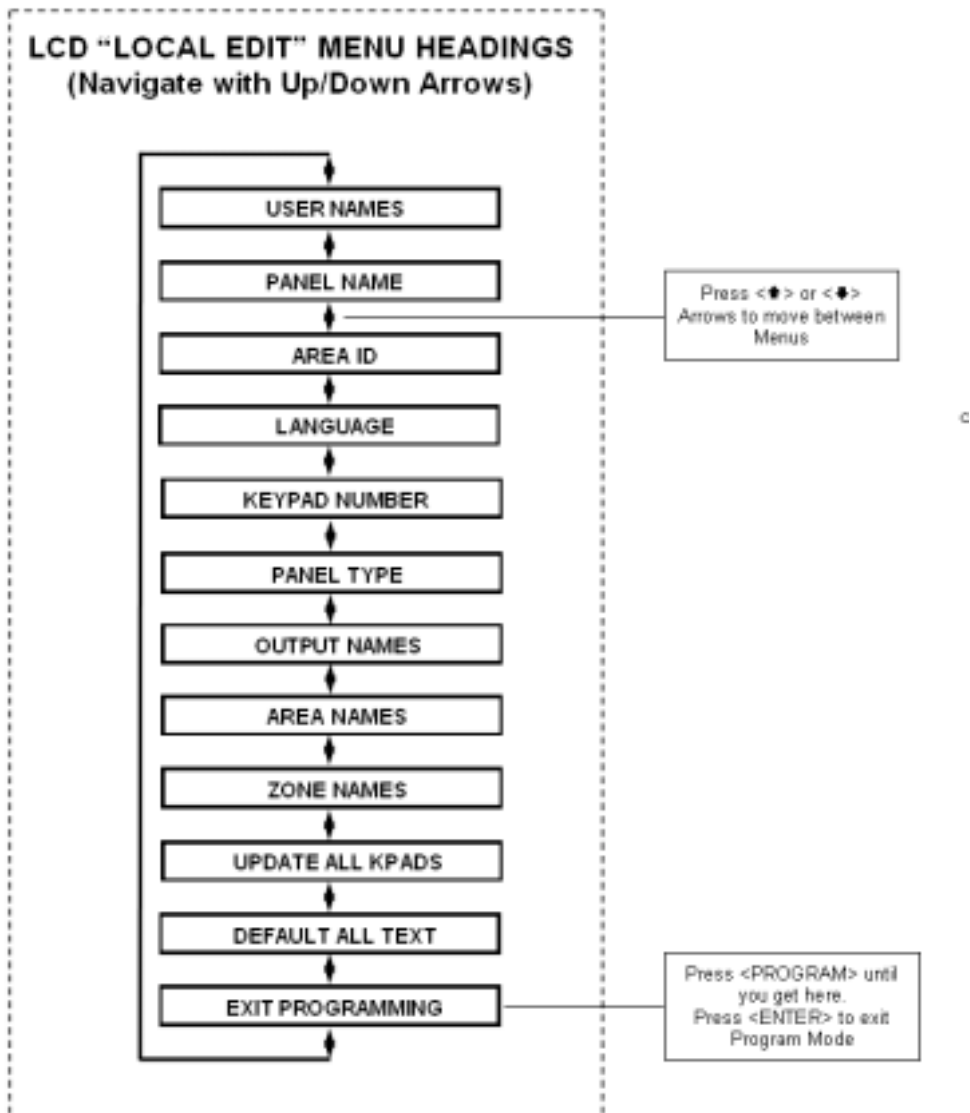 LCD “LOCAL EDIT” MENU HEADINGS
(Navigate with Up/Down Arrows)
USER NAMES
PANEL NAME
Press <⬆> or <⬇>
Arrows to move between
Menus
AREA ID
LANGUAGE
KEYPAD NUMBER
PANEL TYPE
OUTPUT NAMES
AREA NAMES
ZONE NAMES
UPDATE ALL KPADS
DEFAULT ALL TEXT
EXIT PROGRAMMING
Press <PROGRAM> until
you get here.
Press <ENTER> to exit
Program Mode